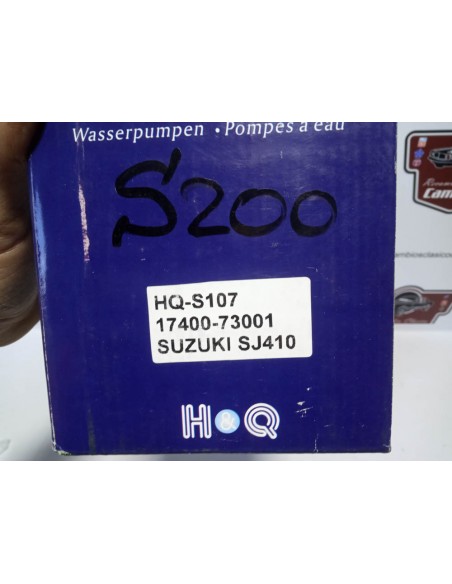 Wasserpumpen • Pompes à eau
S200
HQ-S107
17400-73001
SUZUKI SJ410
H&Q